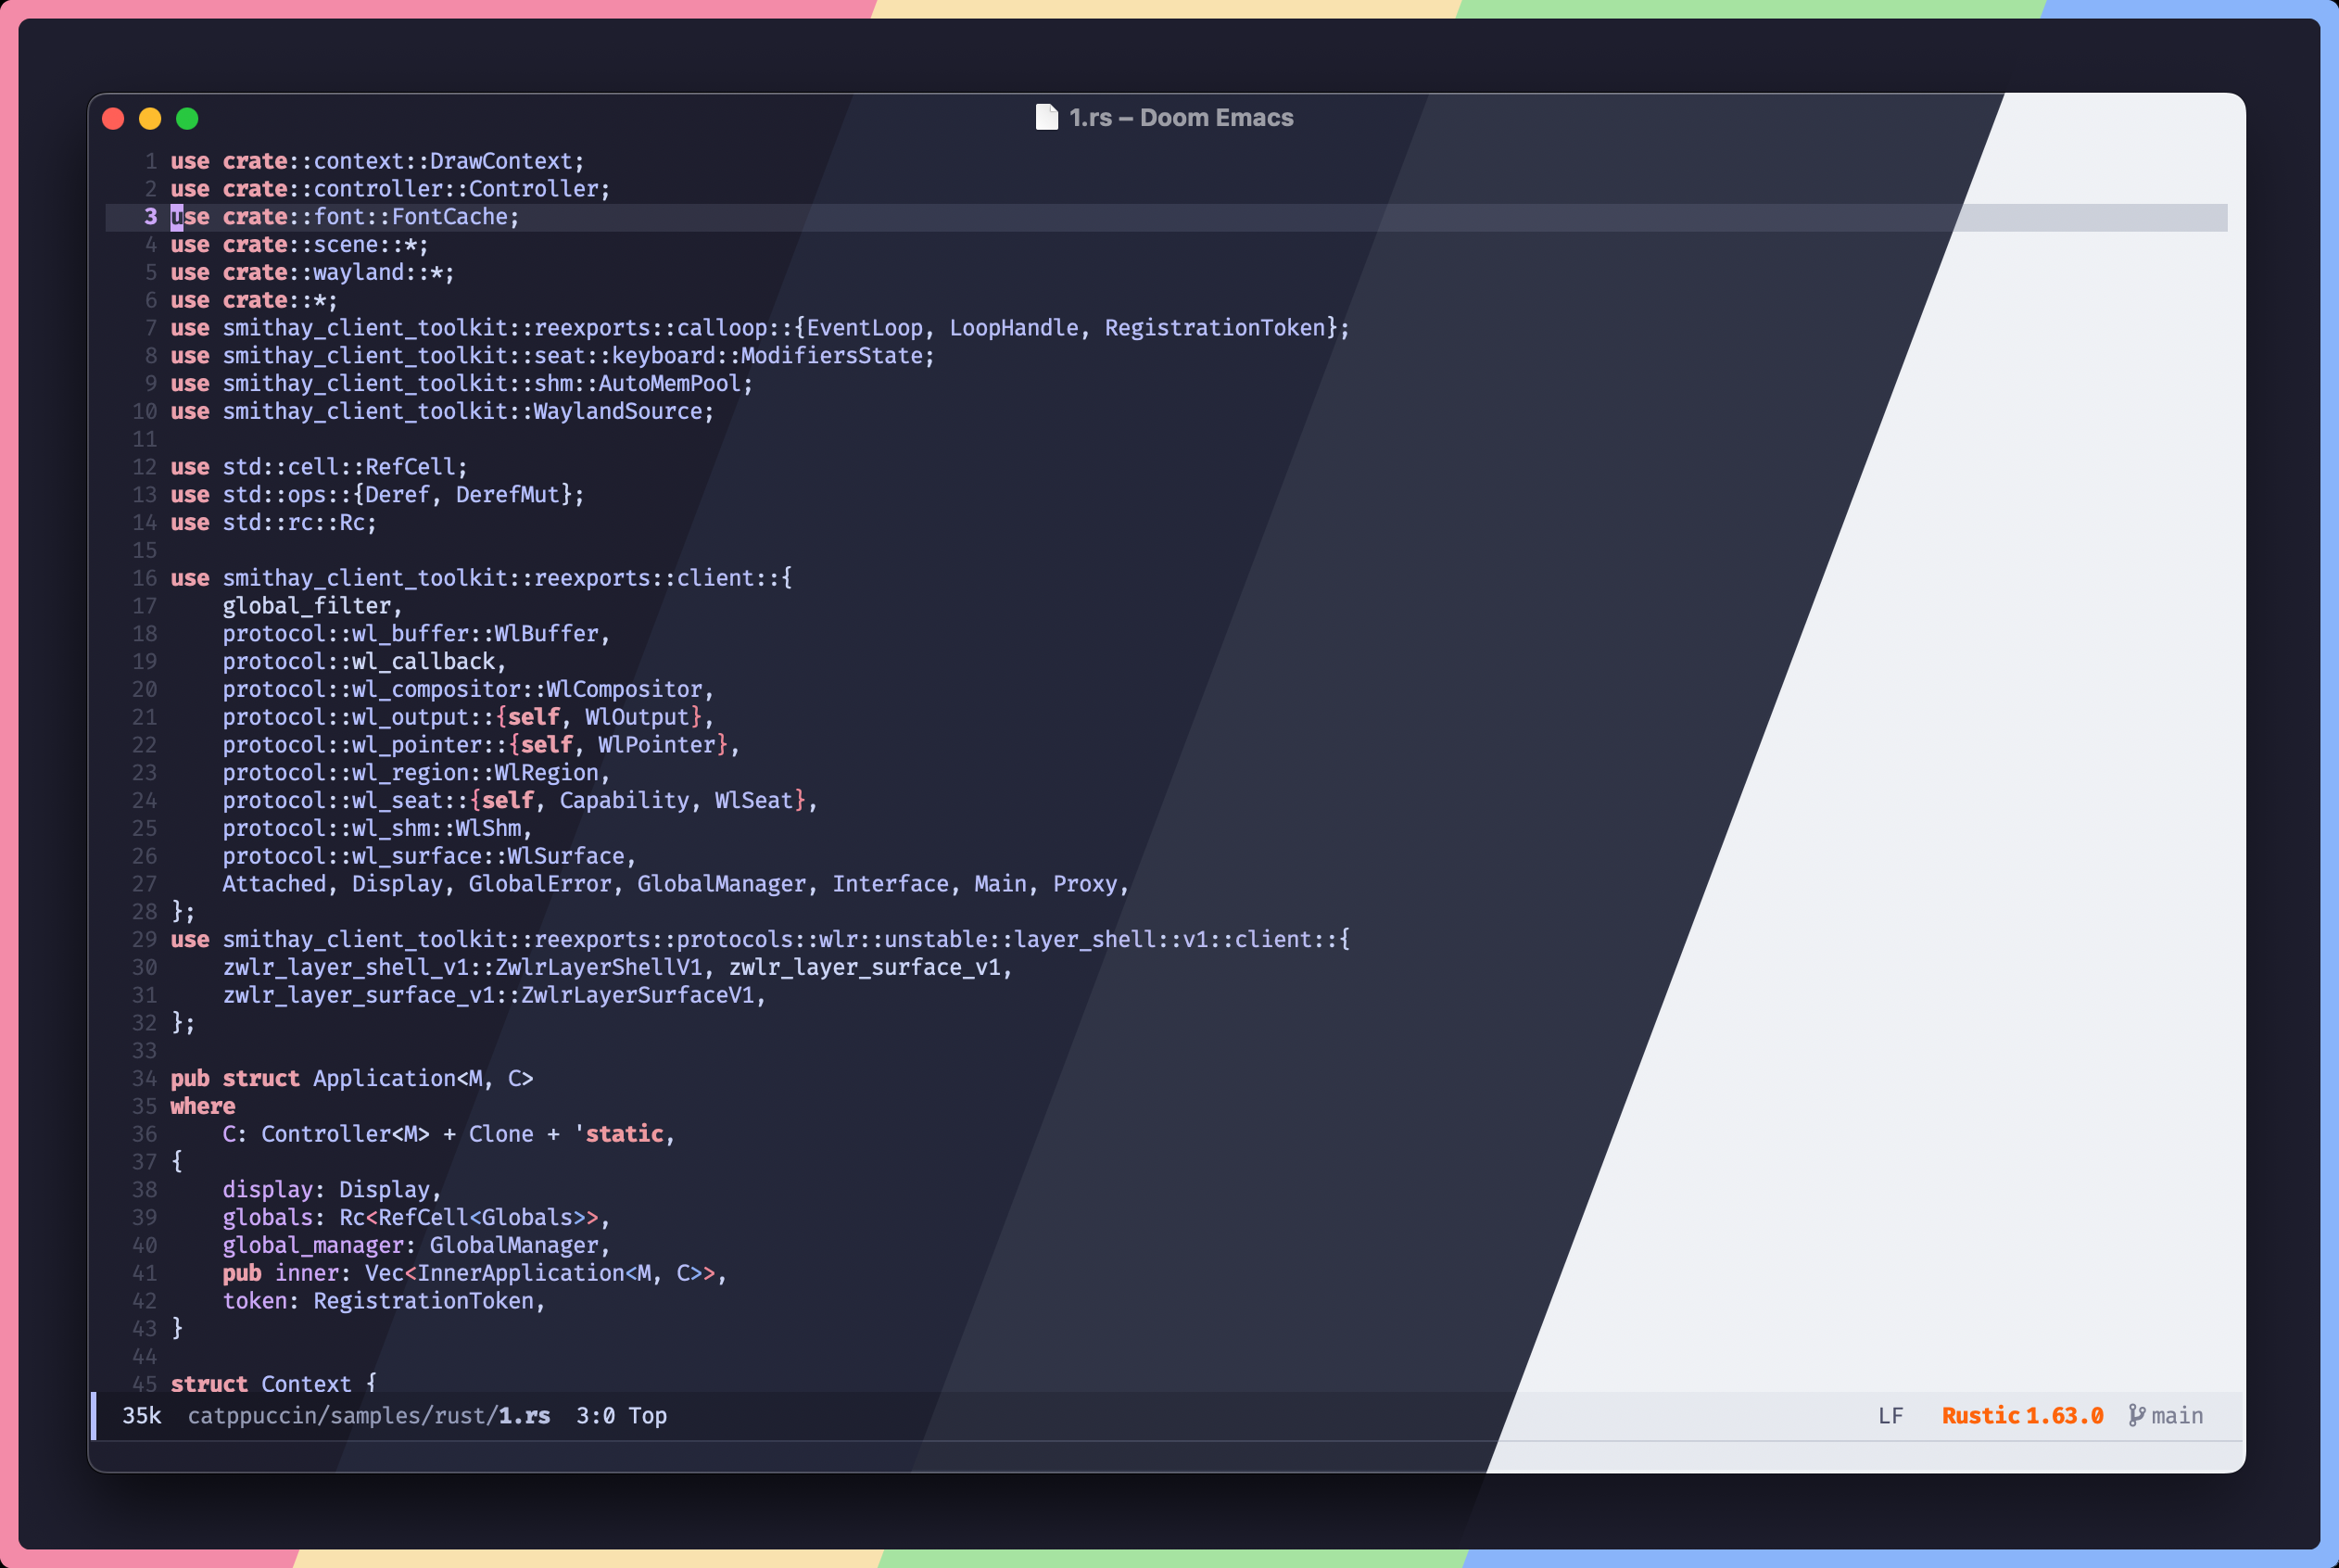 1.rs – Doom Emacs
1 use crate::context::DrawContext;
2 use crate::controller::Controller;
3 use crate::font::FontCache;
4 use crate::scene::*;
5 use crate::wayland::*;
6 use crate::*;
7 use smithay_client_toolkit::reexports::calloop::{EventLoop, LoopHandle, RegistrationToken};
8 use smithay_client_toolkit::seat::keyboard::ModifiersState;
9 use smithay_client_toolkit::shm::AutoMemPool;
10 use smithay_client_toolkit::WaylandSource;
11
12 use std::cell::RefCell;
13 use std::ops::{Deref, DerefMut};
14 use std::rc::Rc;
15
16 use smithay_client_toolkit::reexports::client::{
17     global_filter,
18     protocol::wl_buffer::WlBuffer,
19     protocol::wl_callback,
20     protocol::wl_compositor::WlCompositor,
21     protocol::wl_output::{self, WlOutput},
22     protocol::wl_pointer::{self, WlPointer},
23     protocol::wl_region::WlRegion,
24     protocol::wl_seat::{self, Capability, WlSeat},
25     protocol::wl_shm::WlShm,
26     protocol::wl_surface::WlSurface,
27     Attached, Display, GlobalError, GlobalManager, Interface, Main, Proxy,
28 };
29 use smithay_client_toolkit::reexports::protocols::wlr::unstable::layer_shell::v1::client::{
30     zwlr_layer_shell_v1::ZwlrLayerShellV1, zwlr_layer_surface_v1,
31     zwlr_layer_surface_v1::ZwlrLayerSurfaceV1,
32 };
33
34 pub struct Application<M, C>
35 where
36     C: Controller<M> + Clone + 'static,
37 {
38     display: Display,
39     globals: Rc<RefCell<Globals>>,
40     global_manager: GlobalManager,
41     pub inner: Vec<InnerApplication<M, C>>,
42     token: RegistrationToken,
43 }
44
45 struct Context {
35k catppuccin/samples/rust/1.rs 3:0 Top LF Rustic 1.63.0 main